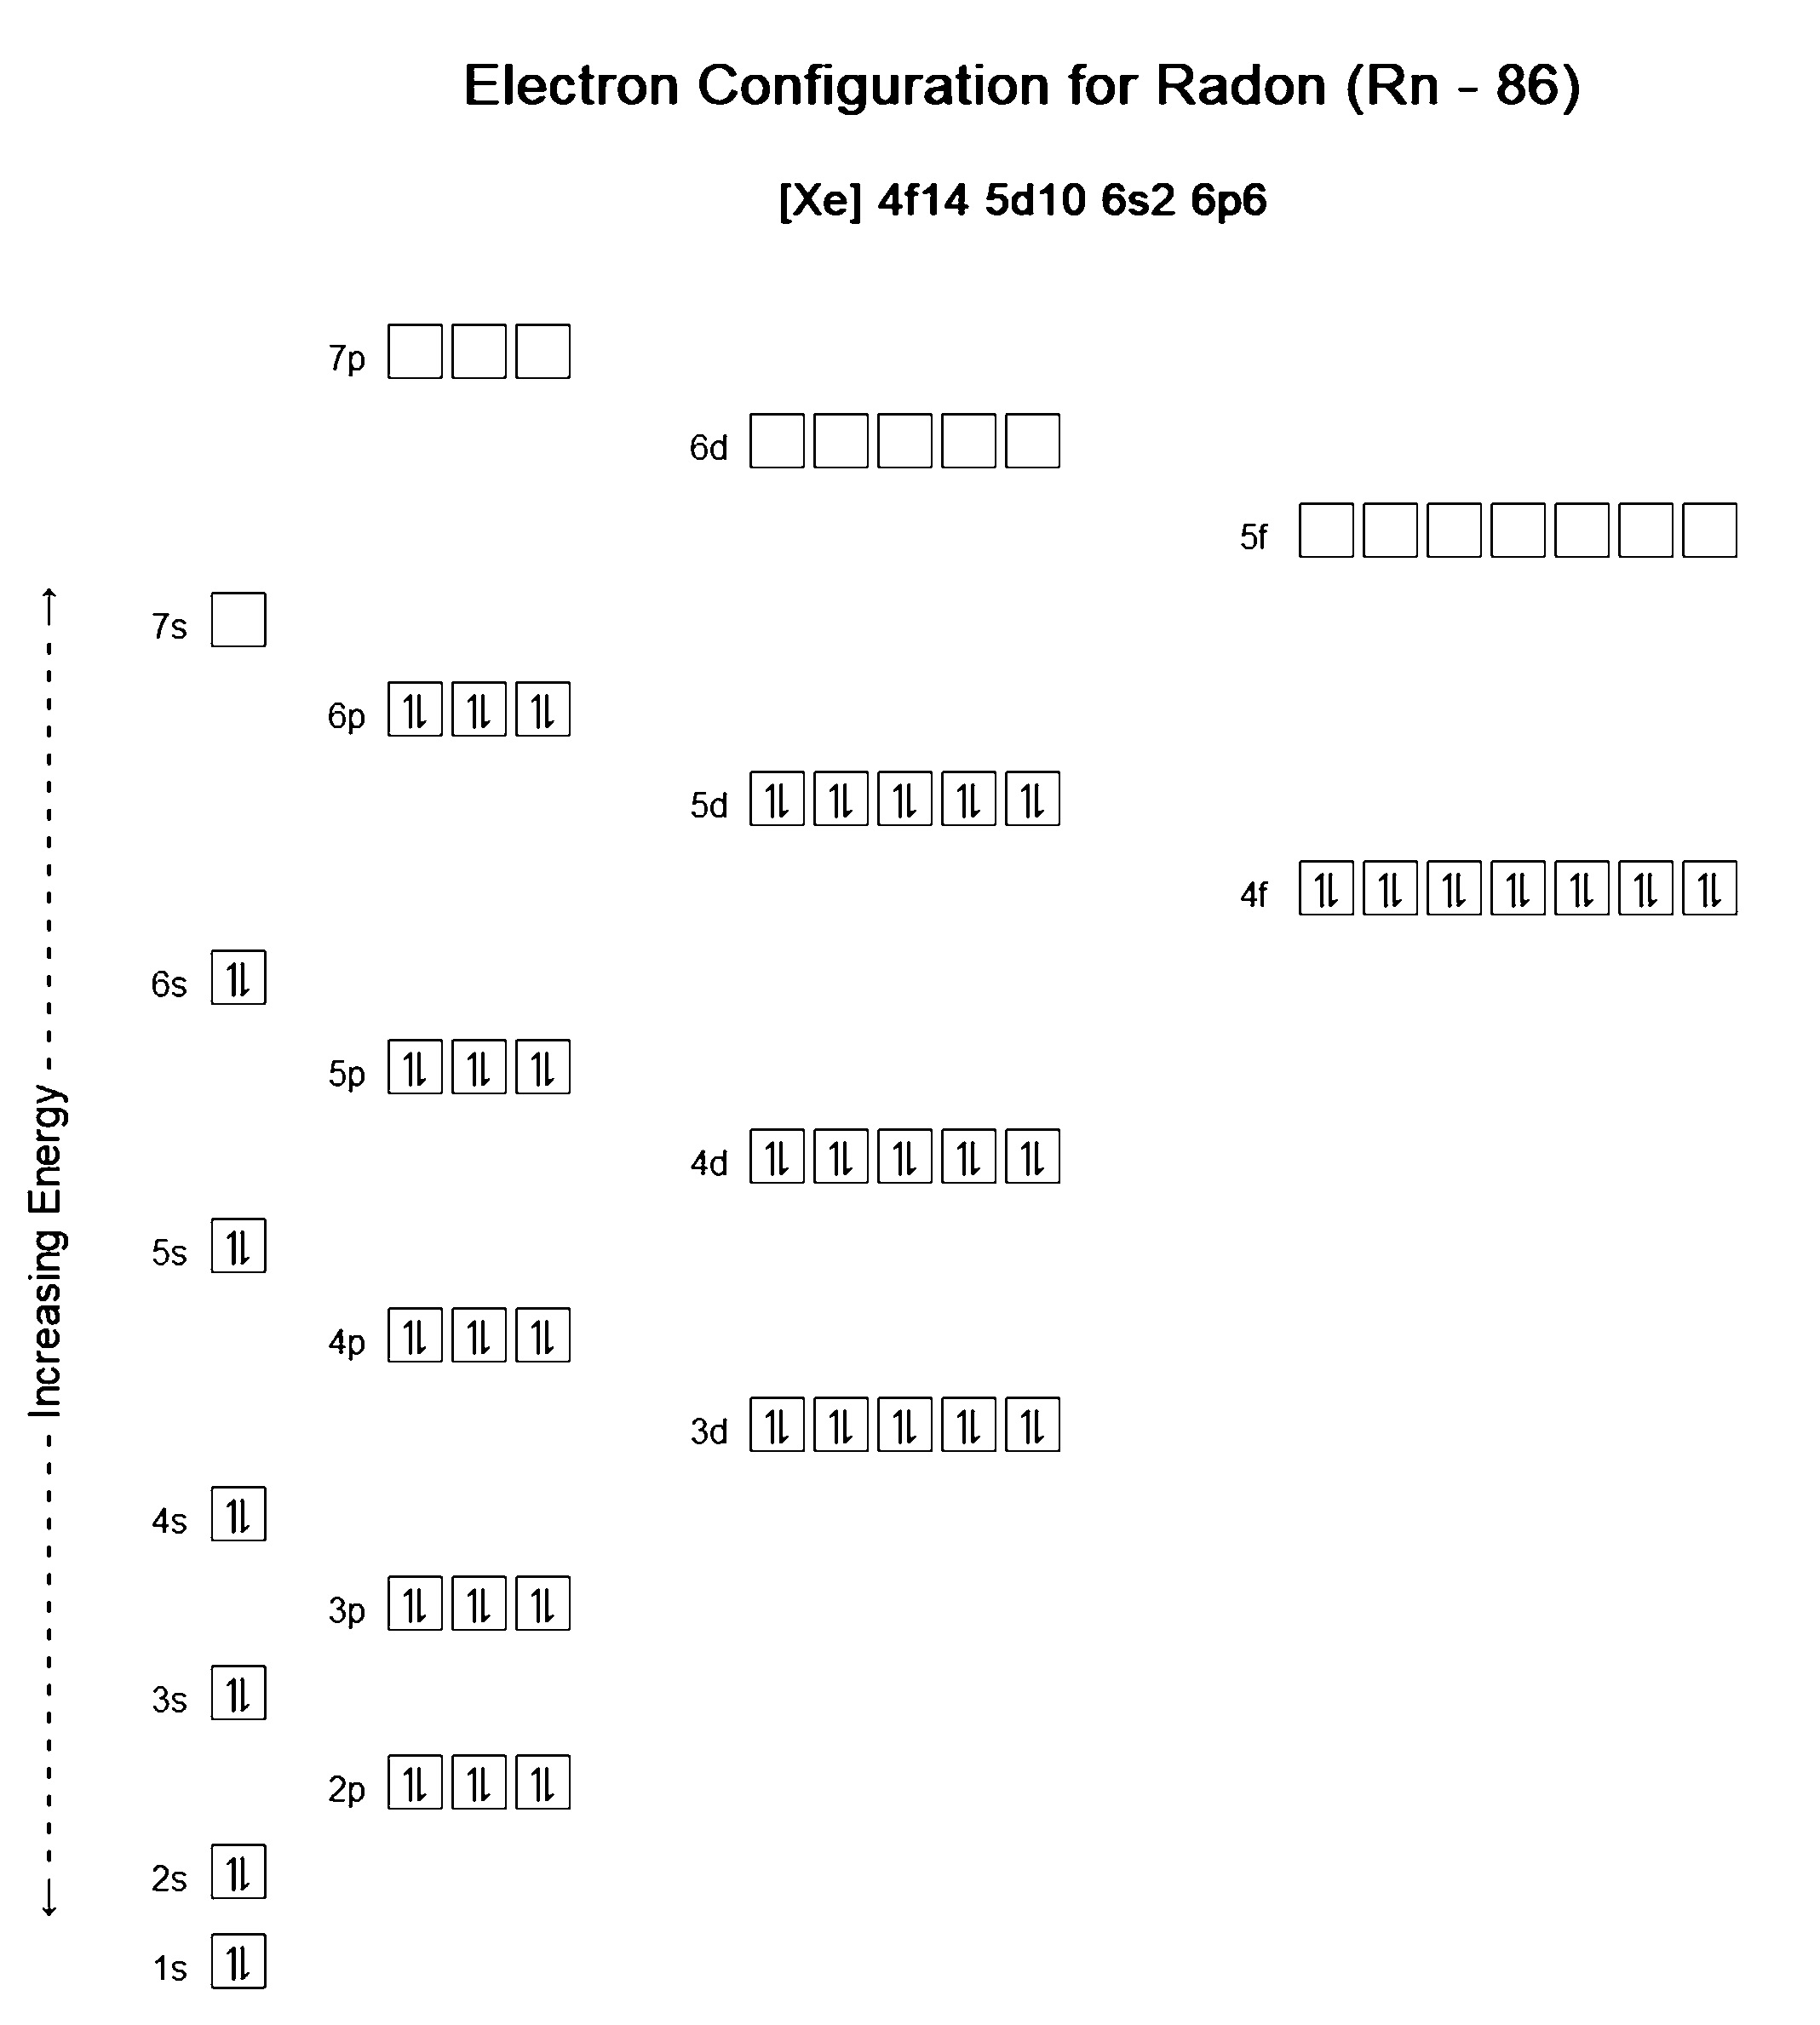 Electron Configuration for Radon (Rn - 86)
[Xe] 4f14 5d10 6s2 6p6
7p
6d
5f
7s
6p
5d
4f
6s
5p
4d
5s
4p
3d
4s
3p
3s
2p
2s
1s
Increasing Energy